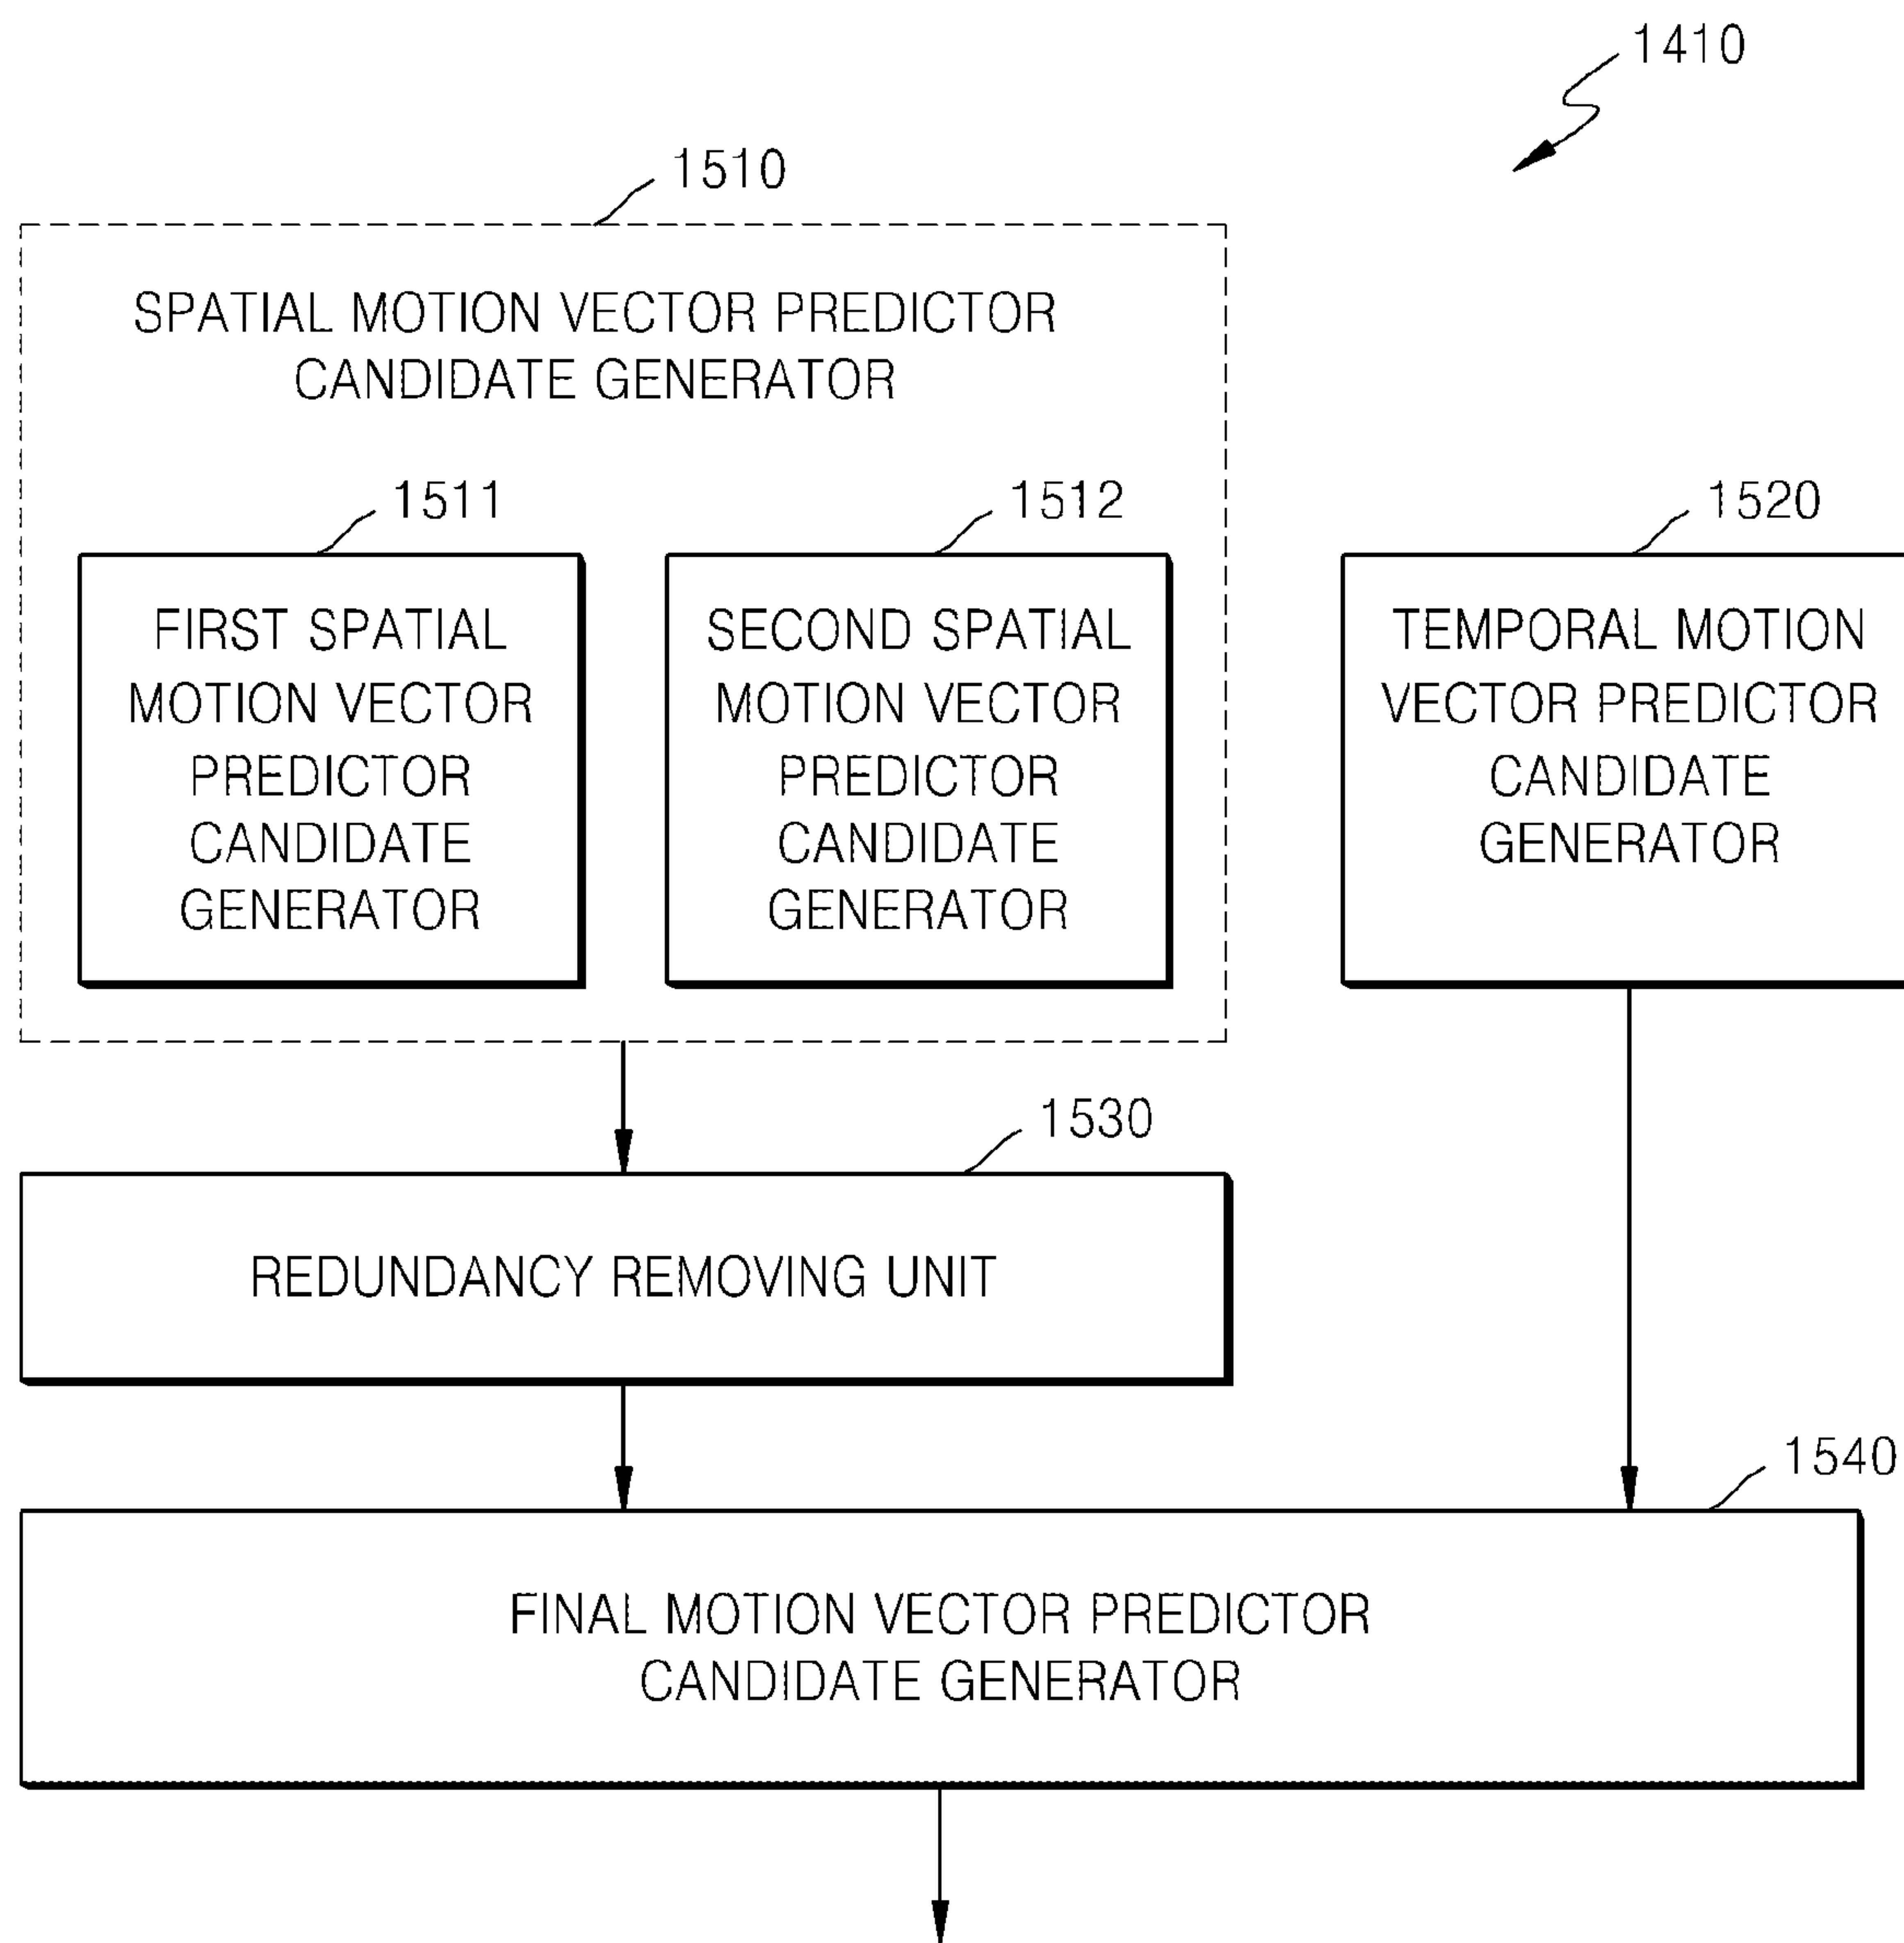 1410
1510
SPATIAL MOTION VECTOR PREDICTOR
CANDIDATE GENERATOR
1511
FIRST SPATIAL
MOTION VECTOR
PREDICTOR
CANDIDATE
GENERATOR
1512
SECOND SPATIAL
MOTION VECTOR
PREDICTOR
CANDIDATE
GENERATOR
1520
TEMPORAL MOTION
VECTOR PREDICTOR
CANDIDATE
GENERATOR
1530
REDUNDANCY REMOVING UNIT
1540
FINAL MOTION VECTOR PREDICTOR
CANDIDATE GENERATOR